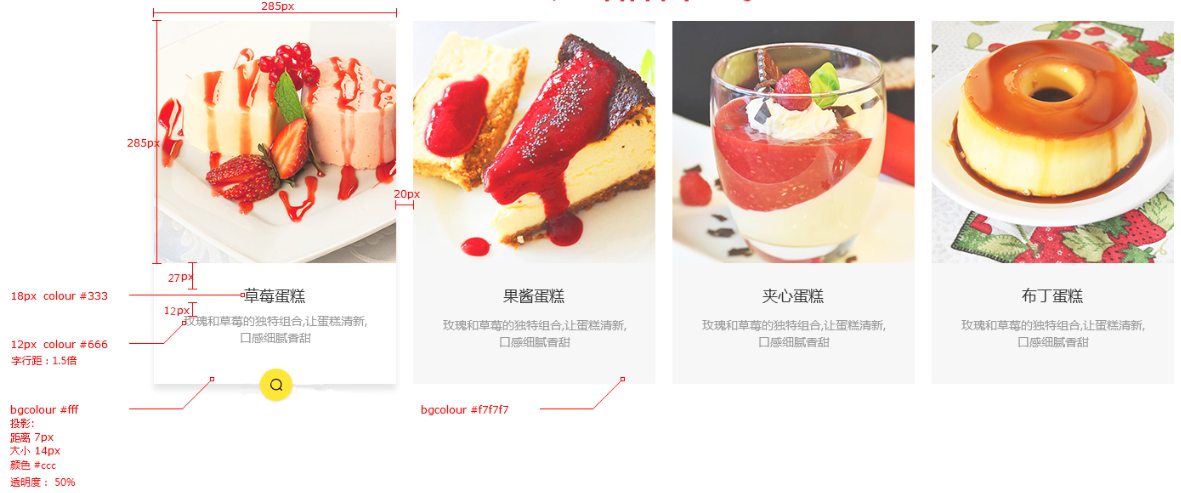 285px
285px
20px
27px
18px colour #333
草莓蛋糕
果酱蛋糕
夹心蛋糕
布丁蛋糕
12px
玫瑰和草莓的独特组合,让蛋糕清新,
口感细腻香甜
玫瑰和草莓的独特组合,让蛋糕清新,
口感细腻香甜
玫瑰和草莓的独特组合,让蛋糕清新,
口感细腻香甜
玫瑰和草莓的独特组合,让蛋糕清新,
口感细腻香甜
12px colour #666
字行距：1.5倍
bgcolour #fff
投影:
距离 7px
大小 14px
颜色 #ccc
透明度： 50%
bgcolour #f7f7f7